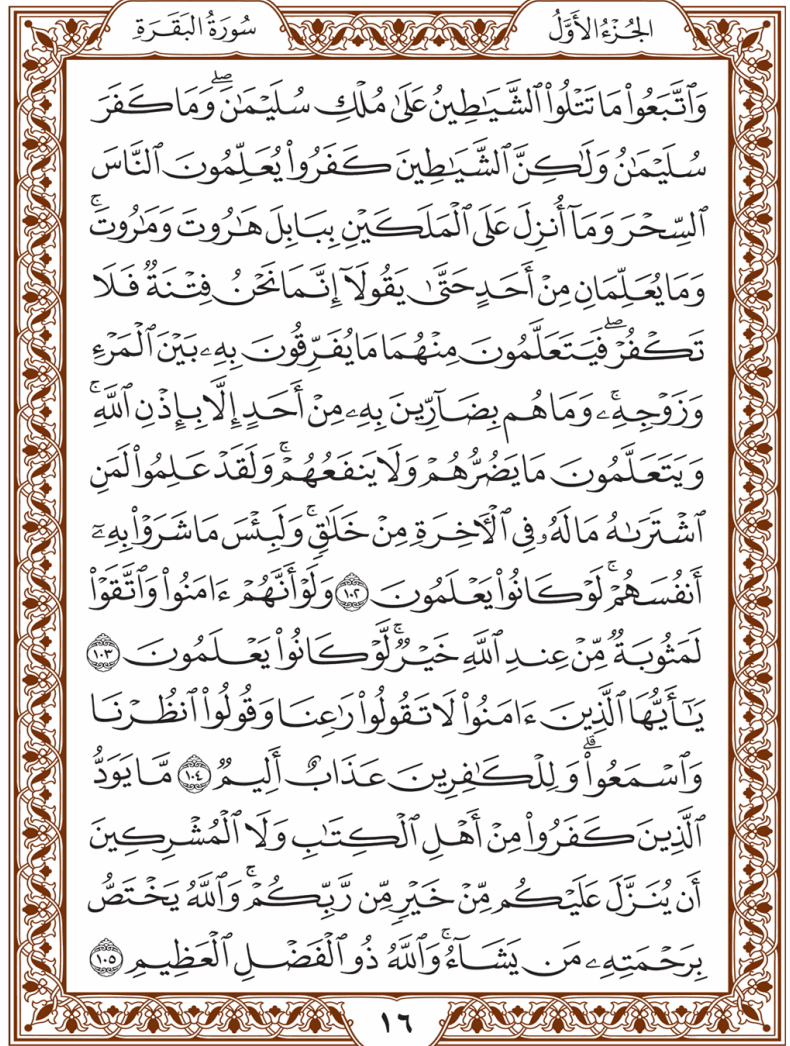 الجُزْءُ الأَوَّلُ
سُورَةُ البَقَرَةِ
وَٱتَّبَعُوا۟ مَا تَتْلُوا۟ ٱلشَّيَـٰطِينُ عَلَىٰ مُلْكِ سُلَيْمَـٰنَۖ وَمَا كَفَرَ
سُلَيْمَـٰنُ وَلَـٰكِنَّ ٱلشَّيَـٰطِينَ كَفَرُوا۟ يُعَلِّمُونَ ٱلنَّاسَ
ٱلسِّحْرَ وَمَآ أُنزِلَ عَلَى ٱلْمَلَكَيْنِ بِبَابِلَ هَـٰرُوتَ وَمَـٰرُوتَۚ
وَمَا يُعَلِّمَانِ مِنْ أَحَدٍ حَتَّىٰ يَقُولَآ إِنَّمَا نَحْنُ فِتْنَةٌ فَلَا
تَكْفُرْۖ فَيَتَعَلَّمُونَ مِنْهُمَا مَا يُفَرِّقُونَ بِهِۦ بَيْنَ ٱلْمَرْءِ
وَزَوْجِهِۦۚ وَمَا هُم بِضَآرِّينَ بِهِۦ مِنْ أَحَدٍ إِلَّا بِإِذْنِ ٱللَّهِۚ
وَيَتَعَلَّمُونَ مَا يَضُرُّهُمْ وَلَا يَنفَعُهُمْۚ وَلَقَدْ عَلِمُوا۟ لَمَنِ
ٱشْتَرَىٰهُ مَا لَهُۥ فِى ٱلْـَٔاخِرَةِ مِنْ خَلَـٰقٍۚ وَلَبِئْسَ مَا شَرَوْا۟ بِهِۦٓ
أَنفُسَهُمْۚ لَوْ كَانُوا۟ يَعْلَمُونَ ١٠٢ وَلَوْ أَنَّهُمْ ءَامَنُوا۟ وَٱتَّقَوْا۟
لَمَثُوبَةٌ مِّنْ عِندِ ٱللَّهِ خَيْرٌۚ لَّوْ كَانُوا۟ يَعْلَمُونَ ١٠٣
يَـٰٓأَيُّهَا ٱلَّذِينَ ءَامَنُوا۟ لَا تَقُولُوا۟ رَٰعِنَا وَقُولُوا۟ ٱنظُرْنَا
وَٱسْمَعُوا۟ۗ وَلِلْكَـٰفِرِينَ عَذَابٌ أَلِيمٌ ١٠٤ مَّا يَوَدُّ
ٱلَّذِينَ كَفَرُوا۟ مِنْ أَهْلِ ٱلْكِتَـٰبِ وَلَا ٱلْمُشْرِكِينَ
أَن يُنَزَّلَ عَلَيْكُم مِّنْ خَيْرٍ مِّن رَّبِّكُمْۚ وَٱللَّهُ يَخْتَصُّ
بِرَحْمَتِهِۦ مَن يَشَآءُۚ وَٱللَّهُ ذُو ٱلْفَضْلِ ٱلْعَظِيمِ ١٠٥
١٦